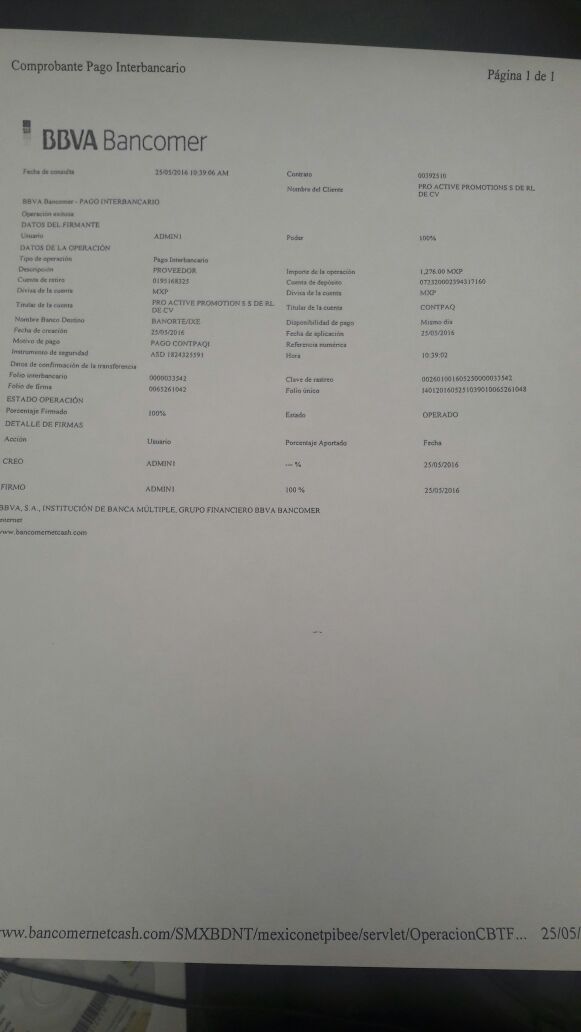 Comprobante Pago Interbancario
Página 1 de 1
BBVA Bancomer
Fecha de consulta 25/05/2016 10:39:06 AM Contrato 00392510
Nombre del Cliente PRO ACTIVE PROMOTIONS S DE RL
DE CV
BBVA Bancomer - PAGO INTERBANCARIO
Operación exitosa
DATOS DEL FIRMANTE
Usuario ADMIN1 Poder 100%
DATOS DE LA OPERACIÓN
Tipo de operación Pago Interbancario
Descripción PROVEEDOR Importe de la operación 1,276.00 MXP
Cuenta de retiro 0195168325 Cuenta de depósito 072320002394317160
Divisa de la cuenta MXP Divisa de la cuenta MXP
Titular de la cuenta PRO ACTIVE PROMOTION S S DE RL Titular de la cuenta CONTPAQ
DE CV
Nombre Banco Destino BANORTE/IXE Disponibilidad de pago Mismo día
Fecha de creación 25/05/2016 Fecha de aplicación 25/05/2016
Motivo de pago PAGO CONTPAQI Referencia numérica
Instrumento de seguridad ASD 1824325591 Hora 10:39:02
Datos de confirmación de la transferencia
Folio interbancario 0000033542 Clave de rastreo 002601001605250000033542
Folio de firma 0065261042 Folio único
ESTADO OPERACIÓN
Porcentaje Firmado 100% Estado OPERADO
DETALLE DE FIRMAS
Acción Usuario Porcentaje Aportado Fecha
CREO ADMIN1 --- % 25/05/2016
FIRMO ADMIN1 100 % 25/05/2016
BBVA, S.A., INSTITUCIÓN DE BANCA MÚLTIPLE, GRUPO FINANCIERO BBVA BANCOMER
nternet
www.bancomernetcash.com
ww.bancomernetcash.com/SMXBDNT/mexiconetpibee/servlet/OperacionCBTF... 25/05/